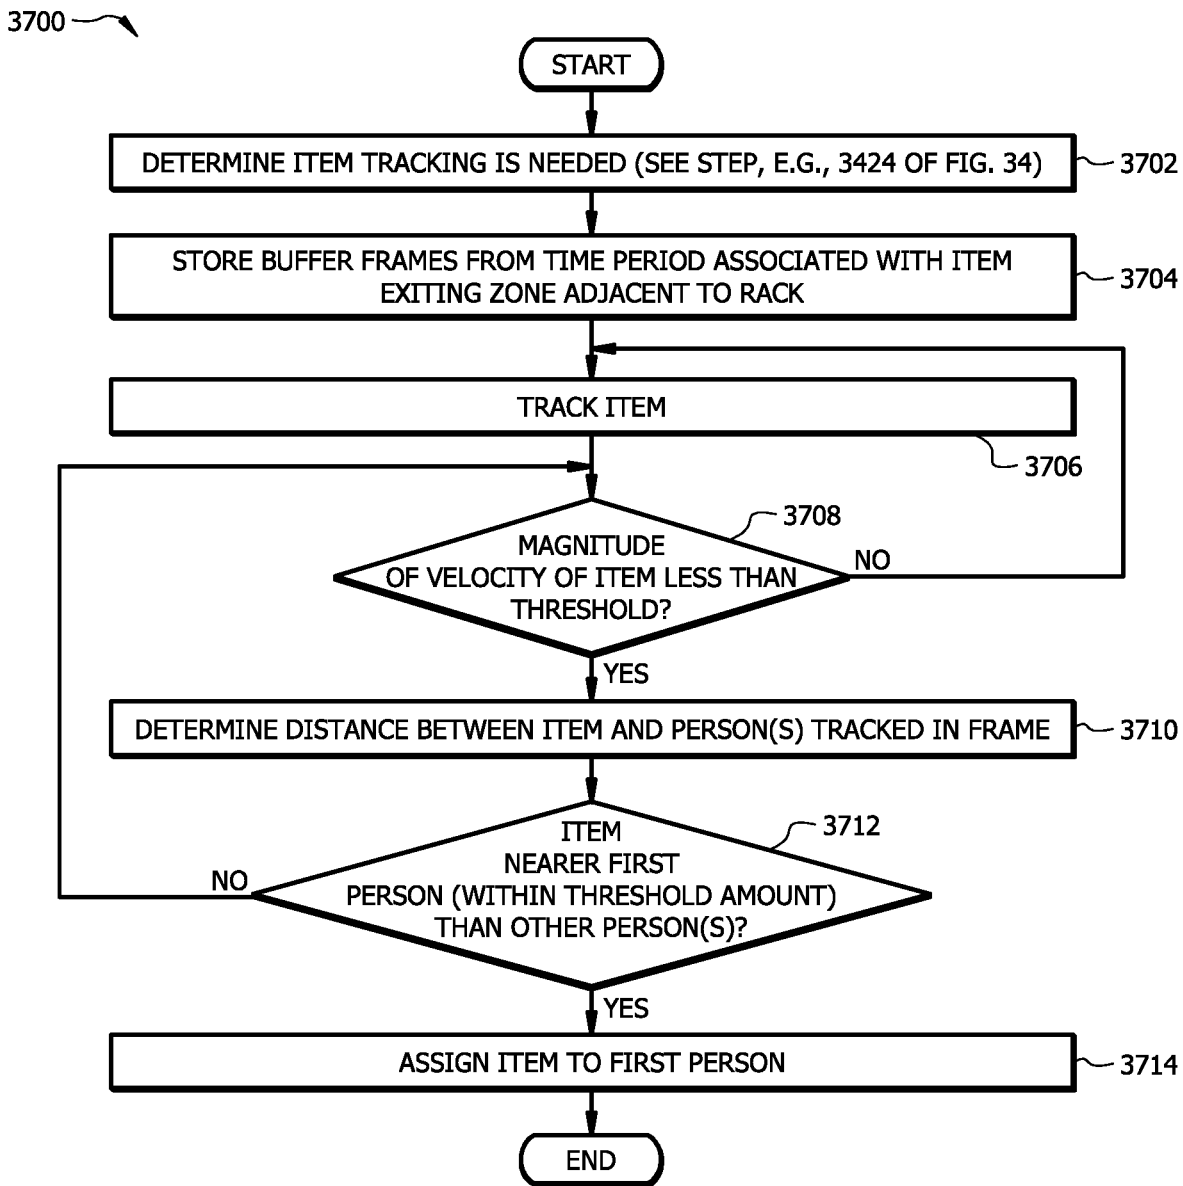 3700
START
DETERMINE ITEM TRACKING IS NEEDED (SEE STEP, E.G., 3424 OF FIG. 34)
3702
STORE BUFFER FRAMES FROM TIME PERIOD ASSOCIATED WITH ITEM
EXITING ZONE ADJACENT TO RACK
3704
TRACK ITEM
3706
3708
MAGNITUDE
OF VELOCITY OF ITEM LESS THAN
THRESHOLD?
NO
YES
DETERMINE DISTANCE BETWEEN ITEM AND PERSON(S) TRACKED IN FRAME
3710
3712
ITEM
NEARER FIRST
PERSON (WITHIN THRESHOLD AMOUNT)
THAN OTHER PERSON(S)?
NO
YES
ASSIGN ITEM TO FIRST PERSON
3714
END